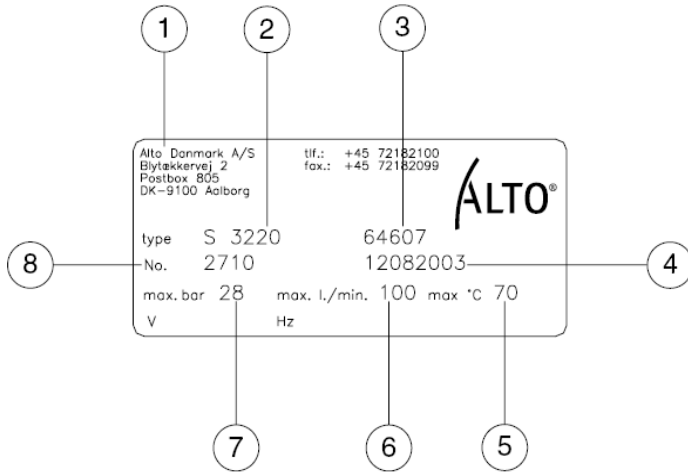 1 2 3
Alto Danmark A/S tlf.: +45 72182100
Blytækkervej 2 fax.: +45 72182099
Postbox 805
DK-9100 Aalborg
ALTO®
type S 3220 64607
8 No. 2710 12082003 4
max. bar 28 max. l./min. 100 max °C 70
V Hz
7 6 5